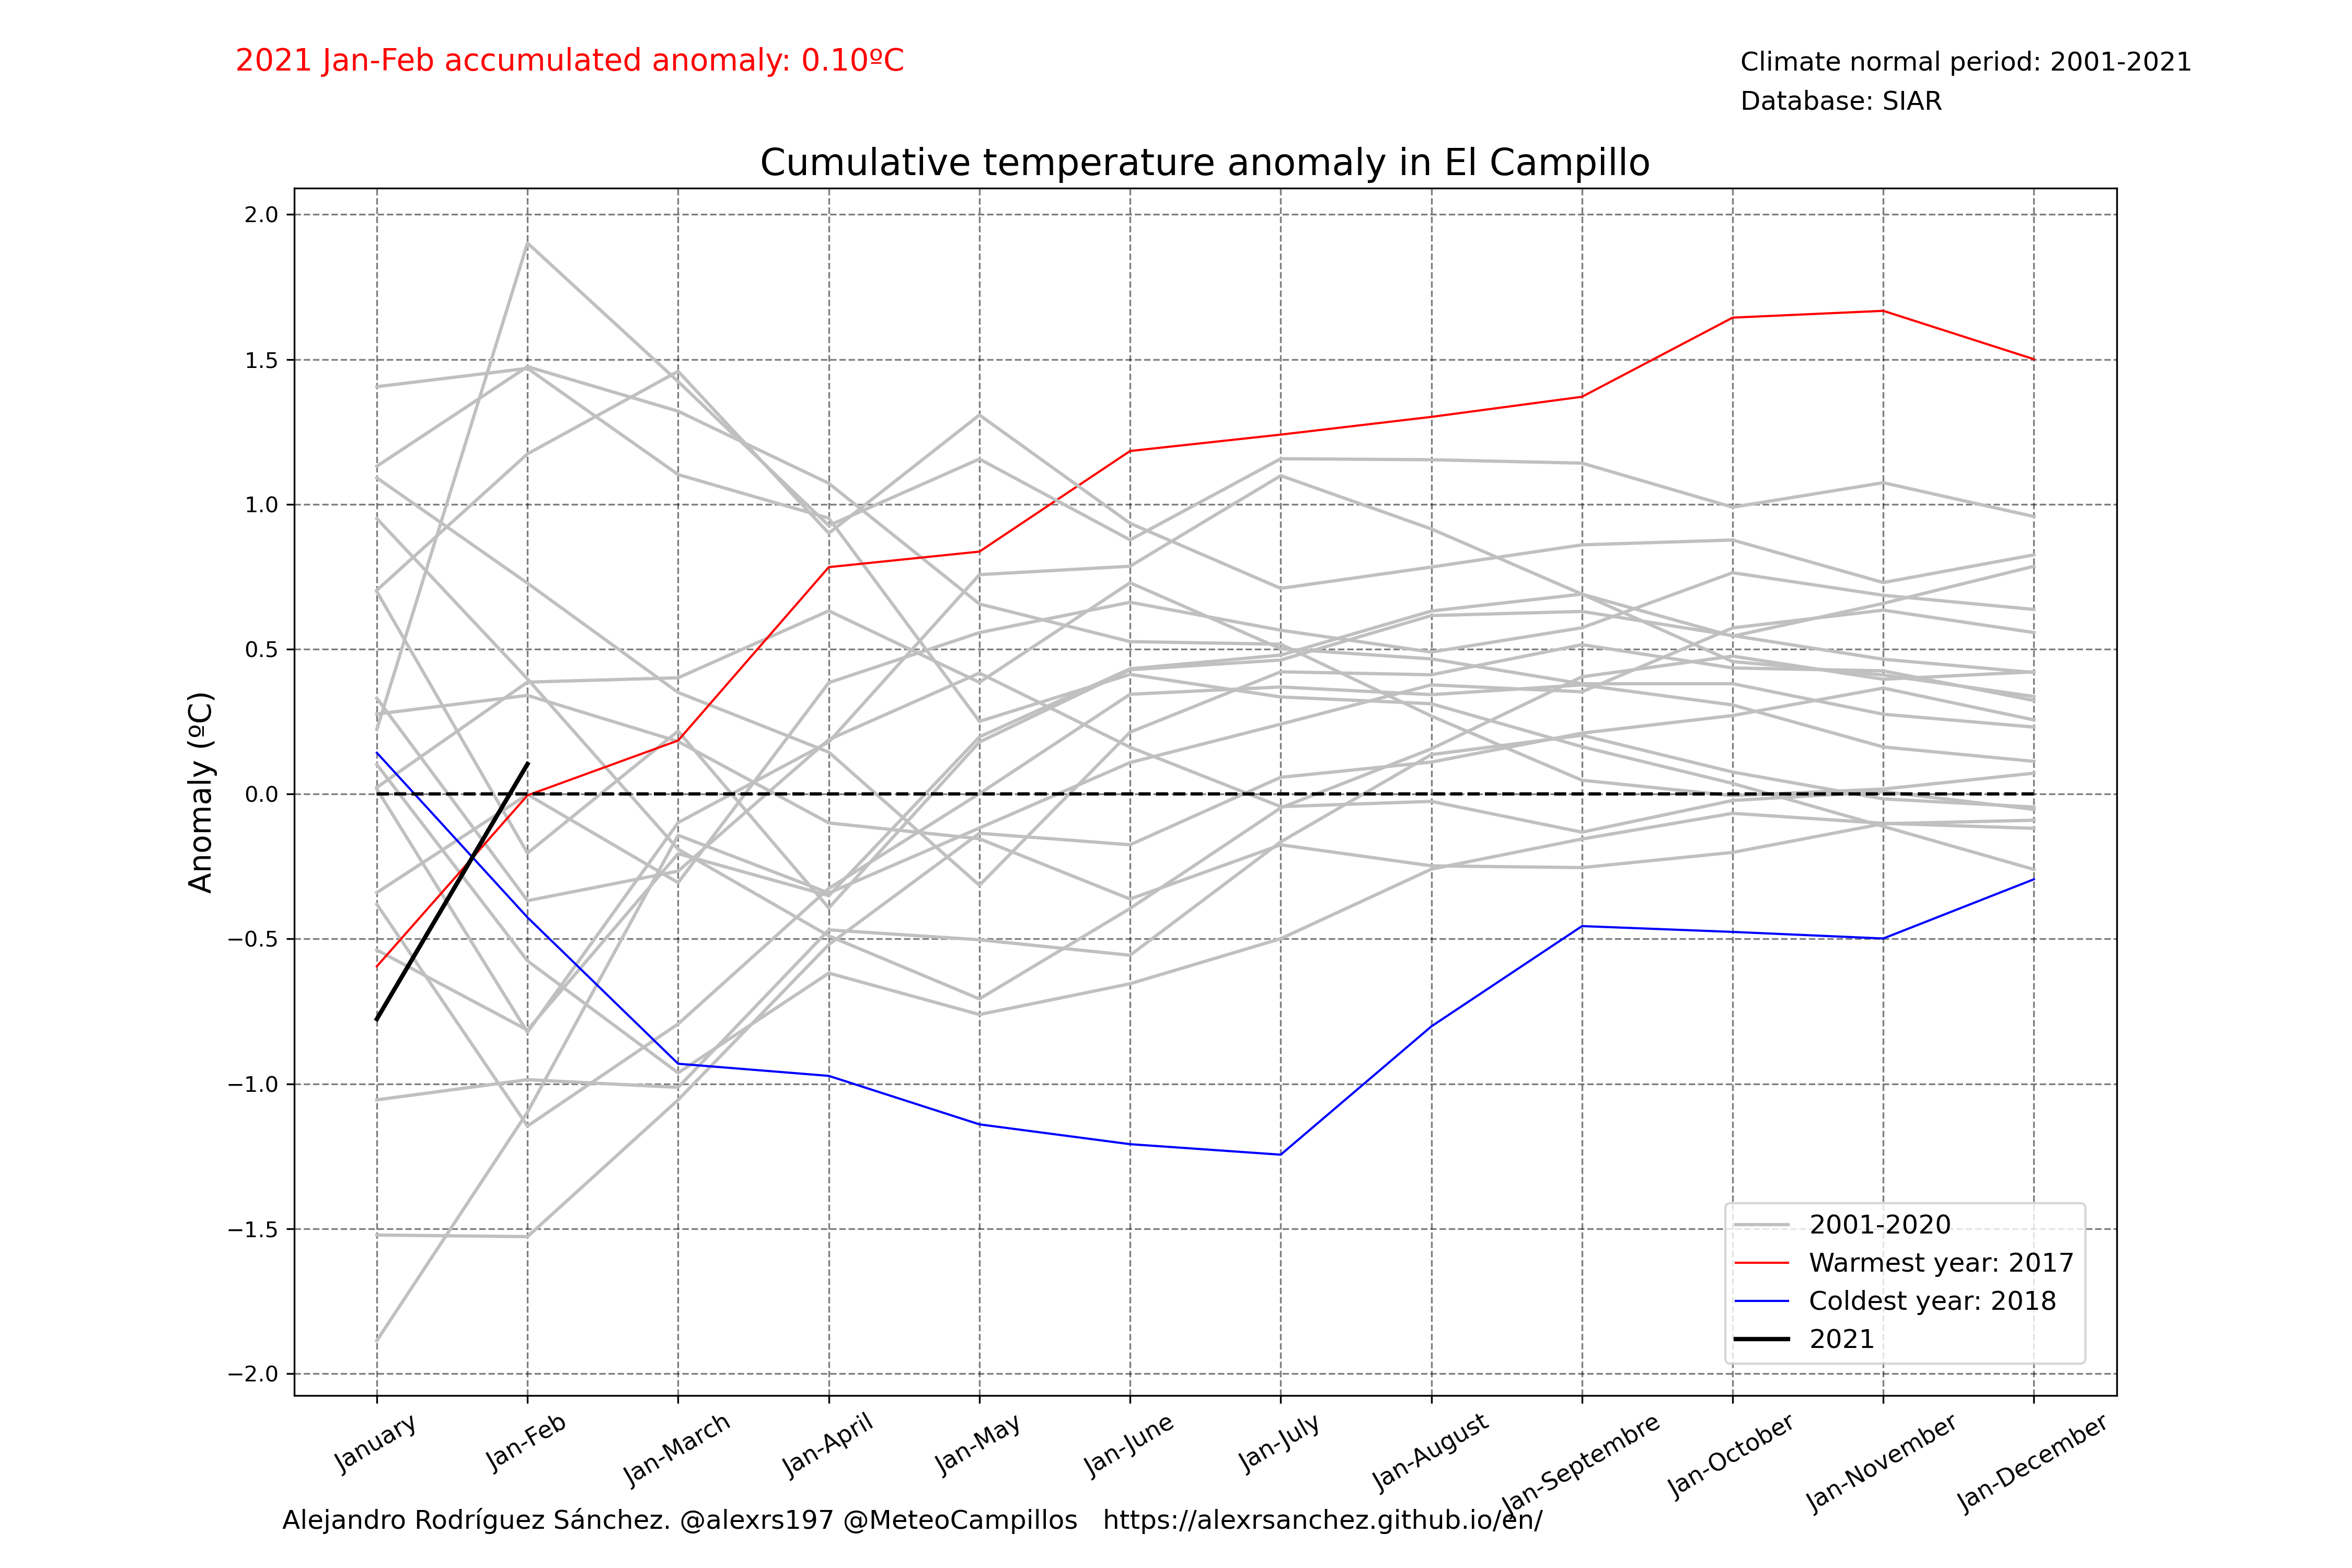 2021 Jan-Feb accumulated anomaly: 0.10ºC
Climate normal period: 2001-2021
Database: SIAR
Cumulative temperature anomaly in El Campillo
Anomaly (ºC)
2.0
1.5
1.0
0.5
0.0
−0.5
−1.0
−1.5
−2.0
2001-2020
Warmest year: 2017
Coldest year: 2018
2021
January
Jan-Feb
Jan-March
Jan-April
Jan-May
Jan-June
Jan-July
Jan-August
Jan-Septembre
Jan-October
Jan-November
Jan-December
Alejandro Rodríguez Sánchez. @alexrs197 @MeteoCampillos https://alexrsanchez.github.io/en/